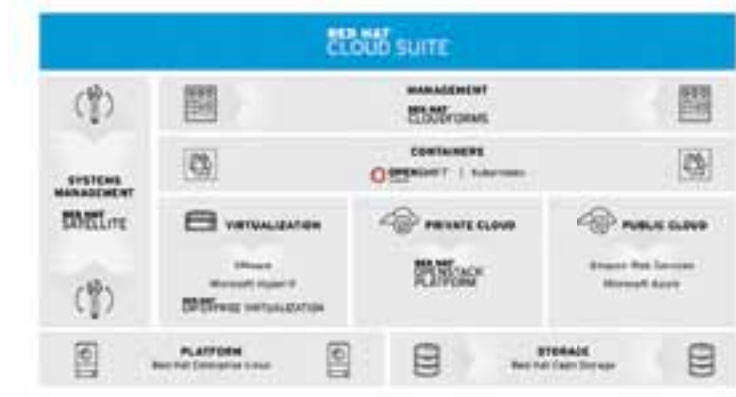 RED HAT
CLOUD SUITE
MANAGEMENT
RED HAT
CLOUDFORMS
CONTAINERS
OPENSHIFT | Kubernetes
SYSTEMS
MANAGEMENT
RED HAT
SATELLITE
VIRTUALIZATION
VMware
Microsoft Hyper-V
RED HAT
ENTERPRISE VIRTUALIZATION
PRIVATE CLOUD
RED HAT
OPENSTACK
PLATFORM
PUBLIC CLOUD
Amazon Web Services
Microsoft Azure
PLATFORM
Red Hat Enterprise Linux
STORAGE
Red Hat Ceph Storage